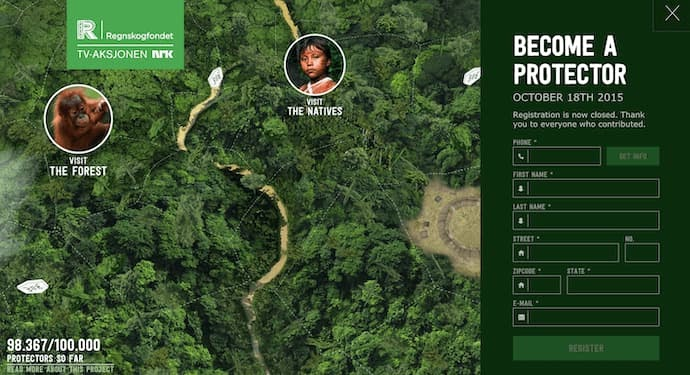 Regnskogfondet
TV-AKSJONEN NRK
VISIT
THE NATIVES
VISIT
THE FOREST
98.367/100.000
PROTECTORS SO FAR
READ MORE ABOUT THIS PROJECT
BECOME A
PROTECTOR
OCTOBER 18TH 2015
Registration is now closed. Thank
you to everyone who contributed.
PHONE *
GET INFO
FIRST NAME *
LAST NAME *
STREET *
NO.
ZIPCODE *
STATE *
E-MAIL *
REGISTER